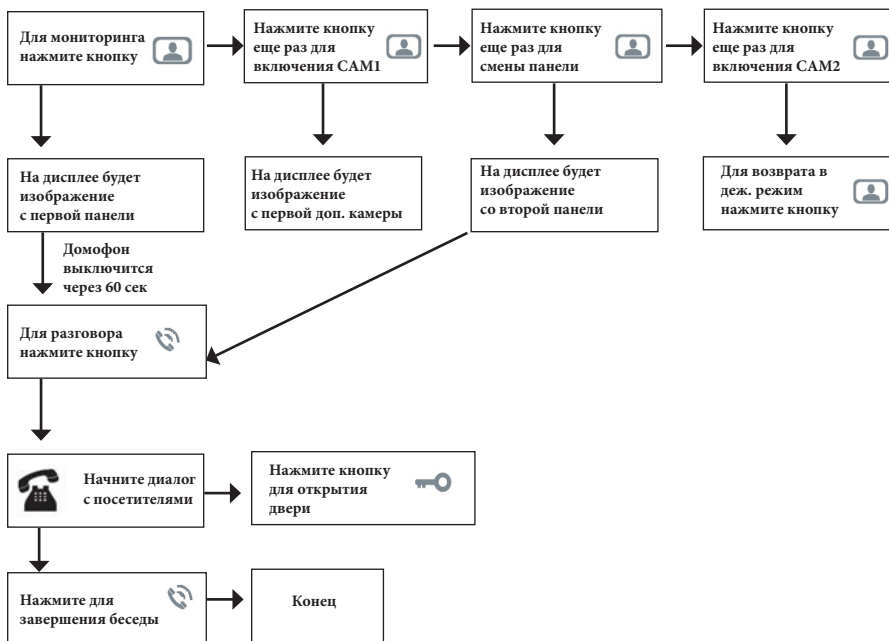 Для мониторинга
нажмите кнопку
Нажмите кнопку
еще раз для
включения CAM1
Нажмите кнопку
еще раз для
смены панели
Нажмите кнопку
еще раз для
включения CAM2
На дисплее будет
изображение
с первой панели
На дисплее будет
изображение
с первой доп. камеры
На дисплее будет
изображение
со второй панели
Для возврата в
деж. режим
нажмите кнопку
Домофон
выключится
через 60 сек
Для разговора
нажмите кнопку
Начните диалог
с посетителями
Нажмите кнопку
для открытия
двери
Нажмите для
завершения беседы
Конец